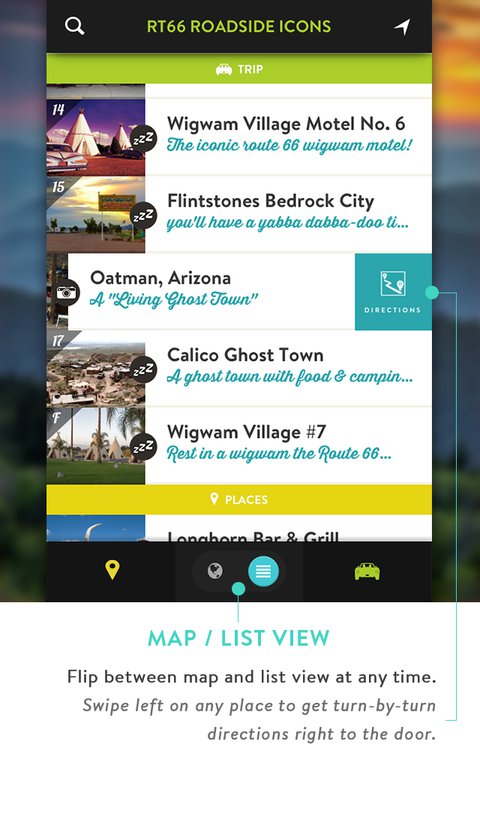 RT66 ROADSIDE ICONS
TRIP
14
zzZ
Wigwam Village Motel No. 6
The iconic route 66 wigwam motel!
15
zzZ
Flintstones Bedrock City
you'll have a yabba dabba-doo ti...
Oatman, Arizona
A "Living Ghost Town"
DIRECTIONS
17
zzZ
Calico Ghost Town
A ghost town with food & campin...
F
zzZ
Wigwam Village #7
Rest in a wigwam the Route 66...
PLACES
Longhorn Bar & Grill
MAP / LIST VIEW
Flip between map and list view at any time.
Swipe left on any place to get turn-by-turn
directions right to the door.